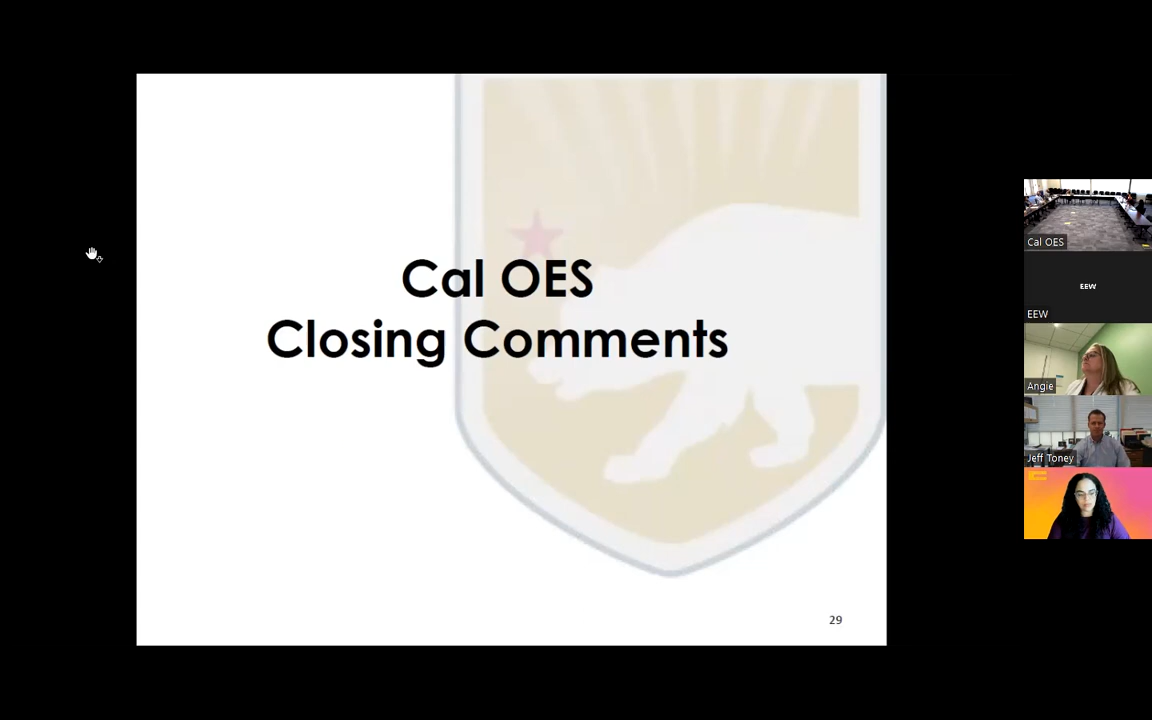 Cal OES
Closing Comments
29
Cal OES
EEW
EEW
Angie
Jeff Toney